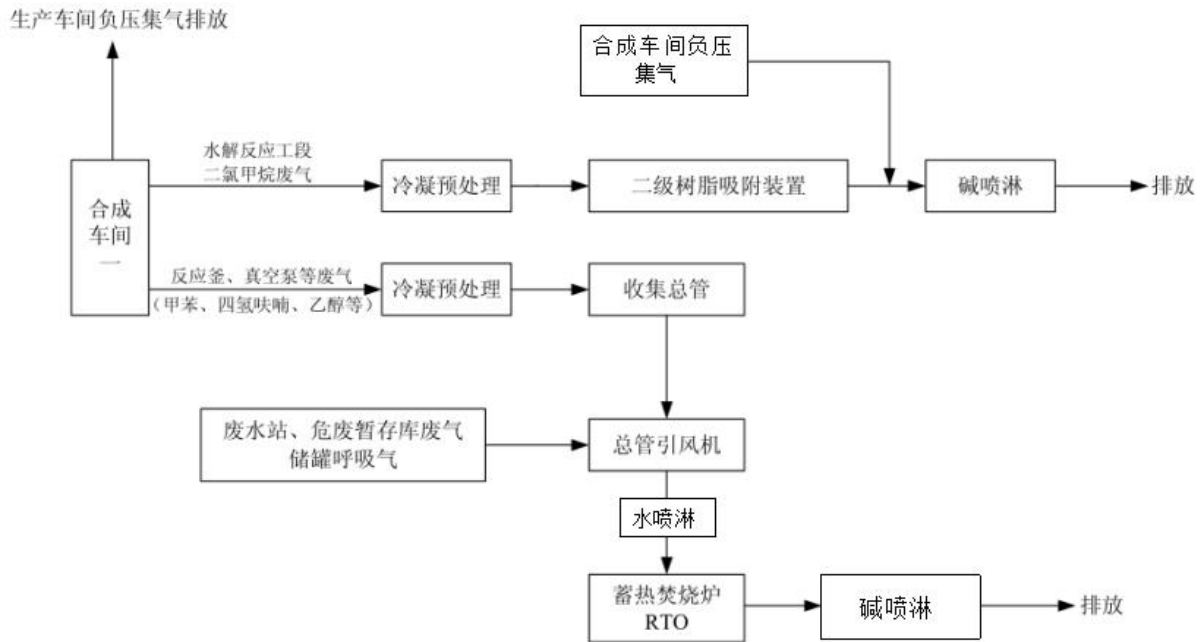 生产车间负压集气排放
合成车间负压
集气
水解反应工段
二氯甲烷废气
冷凝预处理
二级树脂吸附装置
碱喷淋
排放
合成
车间
一
反应釜、真空泵等废气
(甲苯、四氢呋喃、乙醇等)
冷凝预处理
收集总管
废水站、危废暂存库废气
储罐呼吸气
总管引风机
水喷淋
蓄热焚烧炉
RTO
碱喷淋
排放